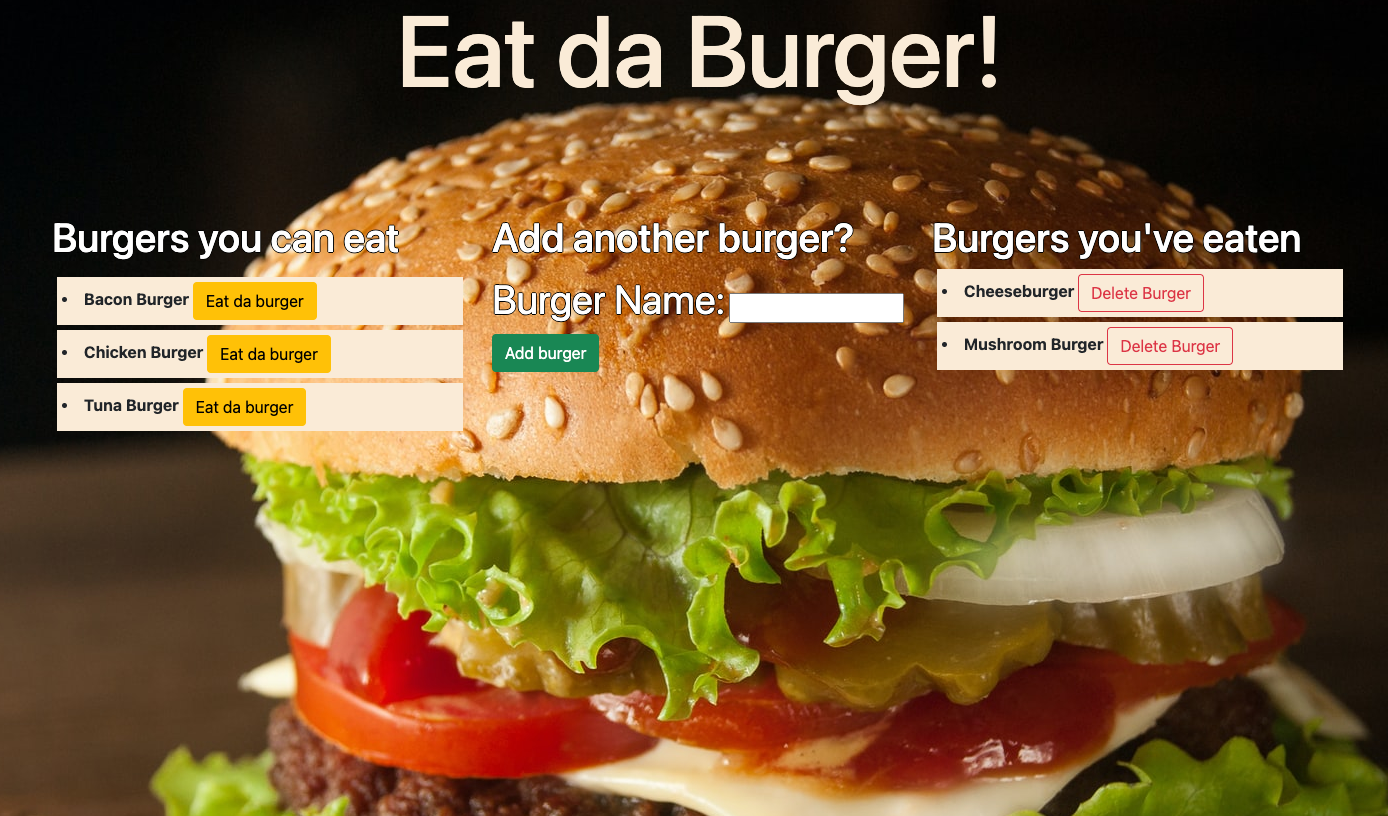 Eat da Burger!
Burgers you can eat
Bacon Burger Eat da burger
Chicken Burger Eat da burger
Tuna Burger Eat da burger
Add another burger?
Burger Name:
Add burger
Burgers you've eaten
Cheeseburger Delete Burger
Mushroom Burger Delete Burger